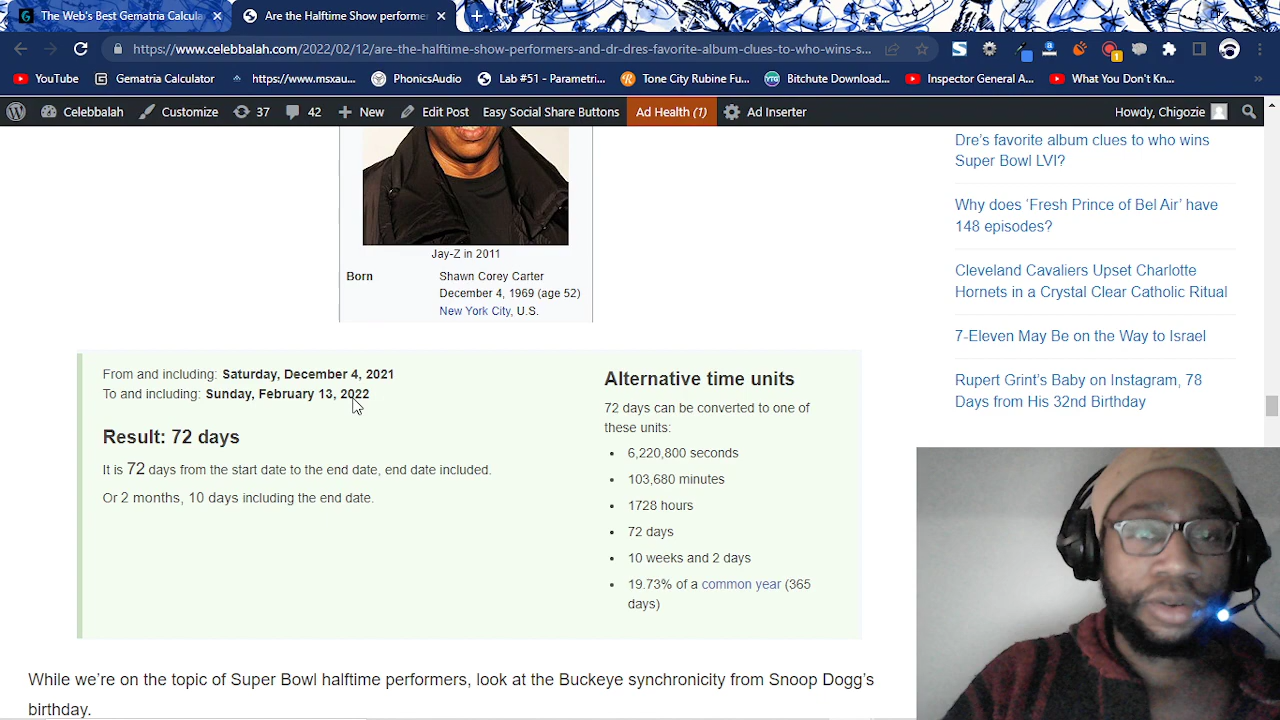 The Web's Best Gematria Calcula
Are the Halftime Show performer
https://www.celebbalah.com/2022/02/12/are-the-halftime-show-performers-and-dr-dres-favorite-album-clues-to-who-wins-s...
YouTube
Gematria Calculator
https://www.msxau...
PhonicsAudio
Lab #51 - Parametri...
Tone City Rubine Fu...
Bitchute Download...
Inspector General A...
What You Don't Kn...
Celebbalah
Customize
37
42
New
Edit Post
Easy Social Share Buttons
Ad Health (1)
Ad Inserter
Howdy, Chigozie
Jay-Z in 2011
Born
Shawn Corey Carter
December 4, 1969 (age 52)
New York City, U.S.
From and including: Saturday, December 4, 2021
To and including: Sunday, February 13, 2022
Result: 72 days
It is 72 days from the start date to the end date, end date included.
Or 2 months, 10 days including the end date.
Alternative time units
72 days can be converted to one of
these units:
6,220,800 seconds
103,680 minutes
1728 hours
72 days
10 weeks and 2 days
19.73% of a common year (365
days)
While we're on the topic of Super Bowl halftime performers, look at the Buckeye synchronicity from Snoop Dogg's
birthday.
Dre's favorite album clues to who wins
Super Bowl LVI?
Why does 'Fresh Prince of Bel Air' have
148 episodes?
Cleveland Cavaliers Upset Charlotte
Hornets in a Crystal Clear Catholic Ritual
7-Eleven May Be on the Way to Israel
Rupert Grint's Baby on Instagram, 78
Days from His 32nd Birthday